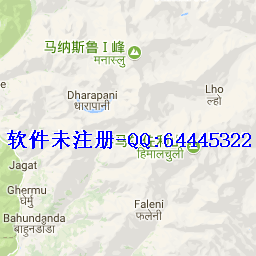 马纳斯鲁 I 峰
मनास्लु
Dharapani
धारापानी
Lho
ल्हो
软件未注册 QQ:64445322
हिमालचुली
Jagat
Ghermu
घेर्मु
Bahundanda
बाहुनडाँडा
Faleni
फलेनी